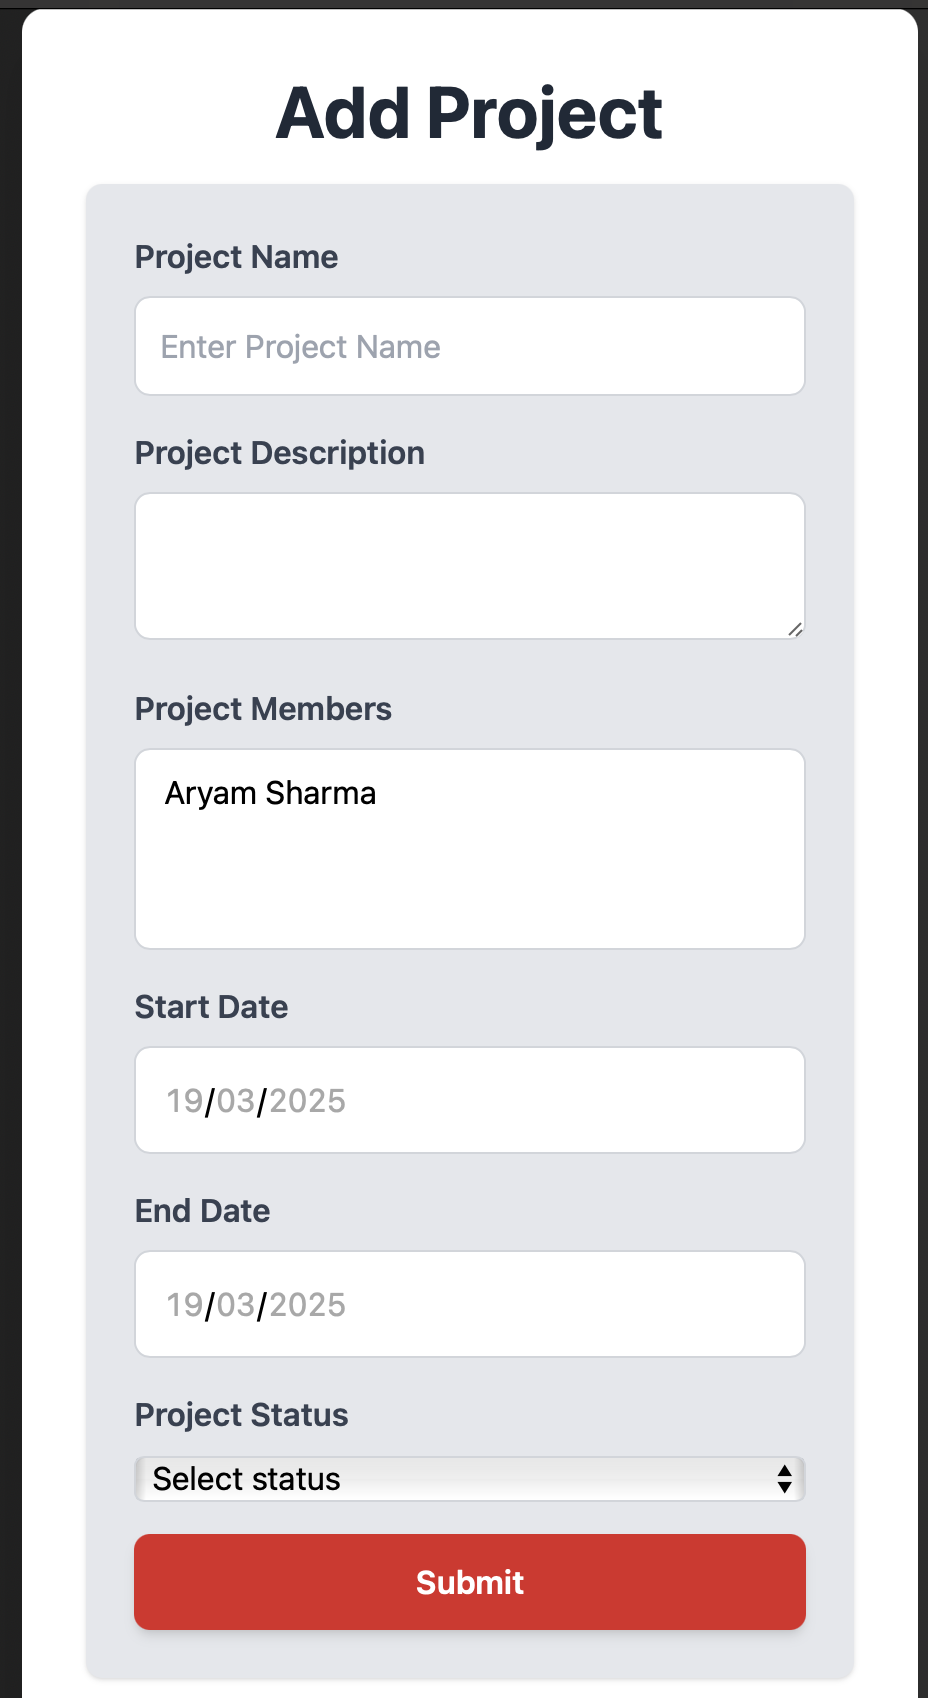 Add Project
Project Name
Enter Project Name
Project Description
Project Members
Aryam Sharma
Start Date
19/03/2025
End Date
19/03/2025
Project Status
Select status
Submit